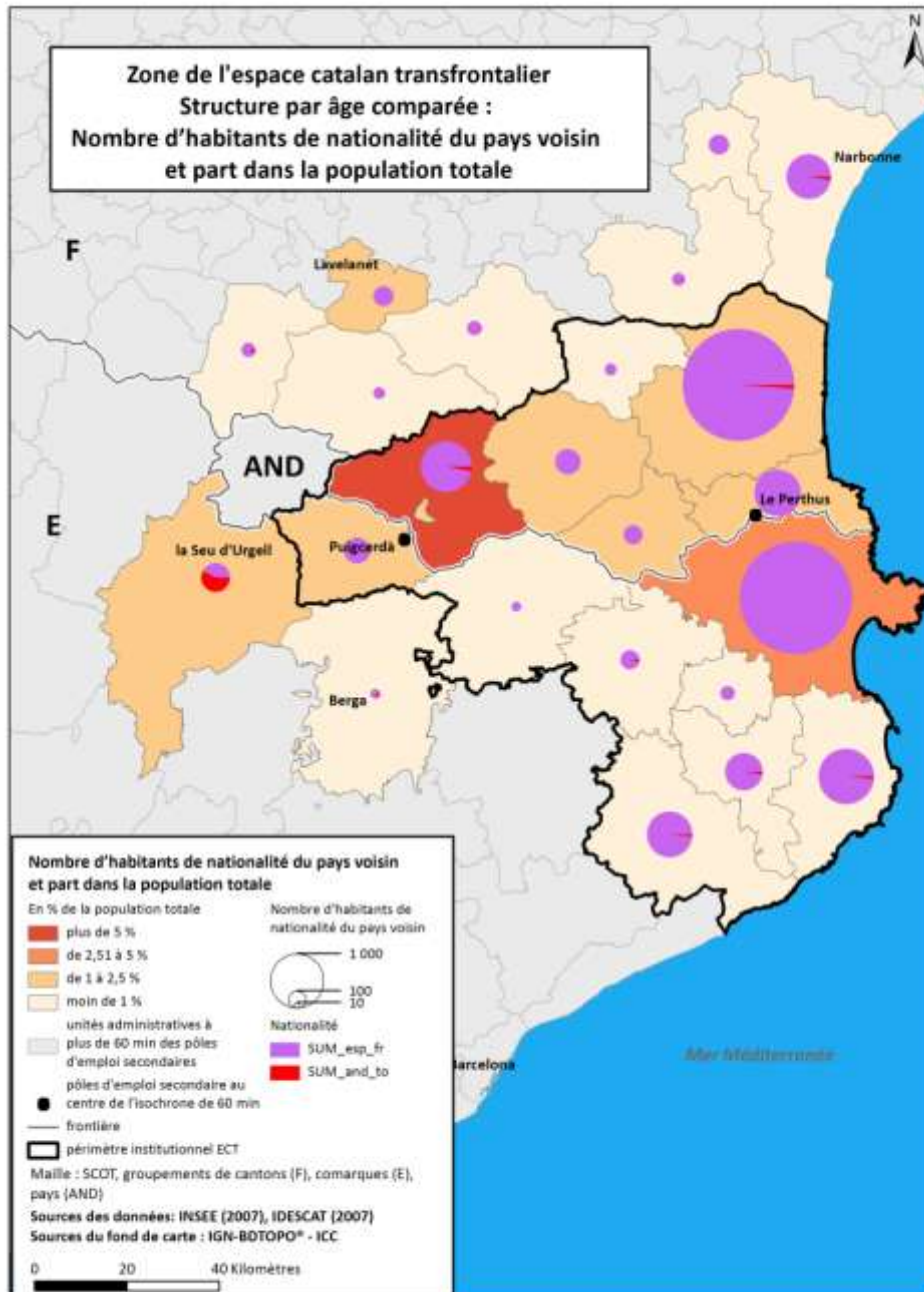 N
Zone de l'espace catalan transfrontalier
Structure par âge comparée :
Nombre d'habitants de nationalité du pays voisin
et part dans la population totale
Narbonne
F
Lavelanet
AND
E
Le Perthus
Puigcerdà
la Seu d'Urgell
Berga
Nombre d'habitants de nationalité du pays voisin
et part dans la population totale
En % de la population totale
plus de 5 %
de 2,51 à 5 %
de 1 à 2,5 %
moin de 1 %
unités administratives à
plus de 60 min des pôles
d'emploi secondaires
pôles d'emploi secondaire au
centre de l'isochrone de 60 min
frontière
périmètre institutionnel ECT
Nombre d'habitants de
nationalité du pays voisin
1 000
100
10
Nationalité
SUM_esp_fr
SUM_and_to
Maille : SCOT, groupements de cantons (F), comarques (E),
pays (AND)
Sources des données: INSEE (2007), IDESCAT (2007)
Sources du fond de carte : IGN-BDTOPO® - ICC
0 20 40 Kilomètres
Barcelona
Mer Méditerranée